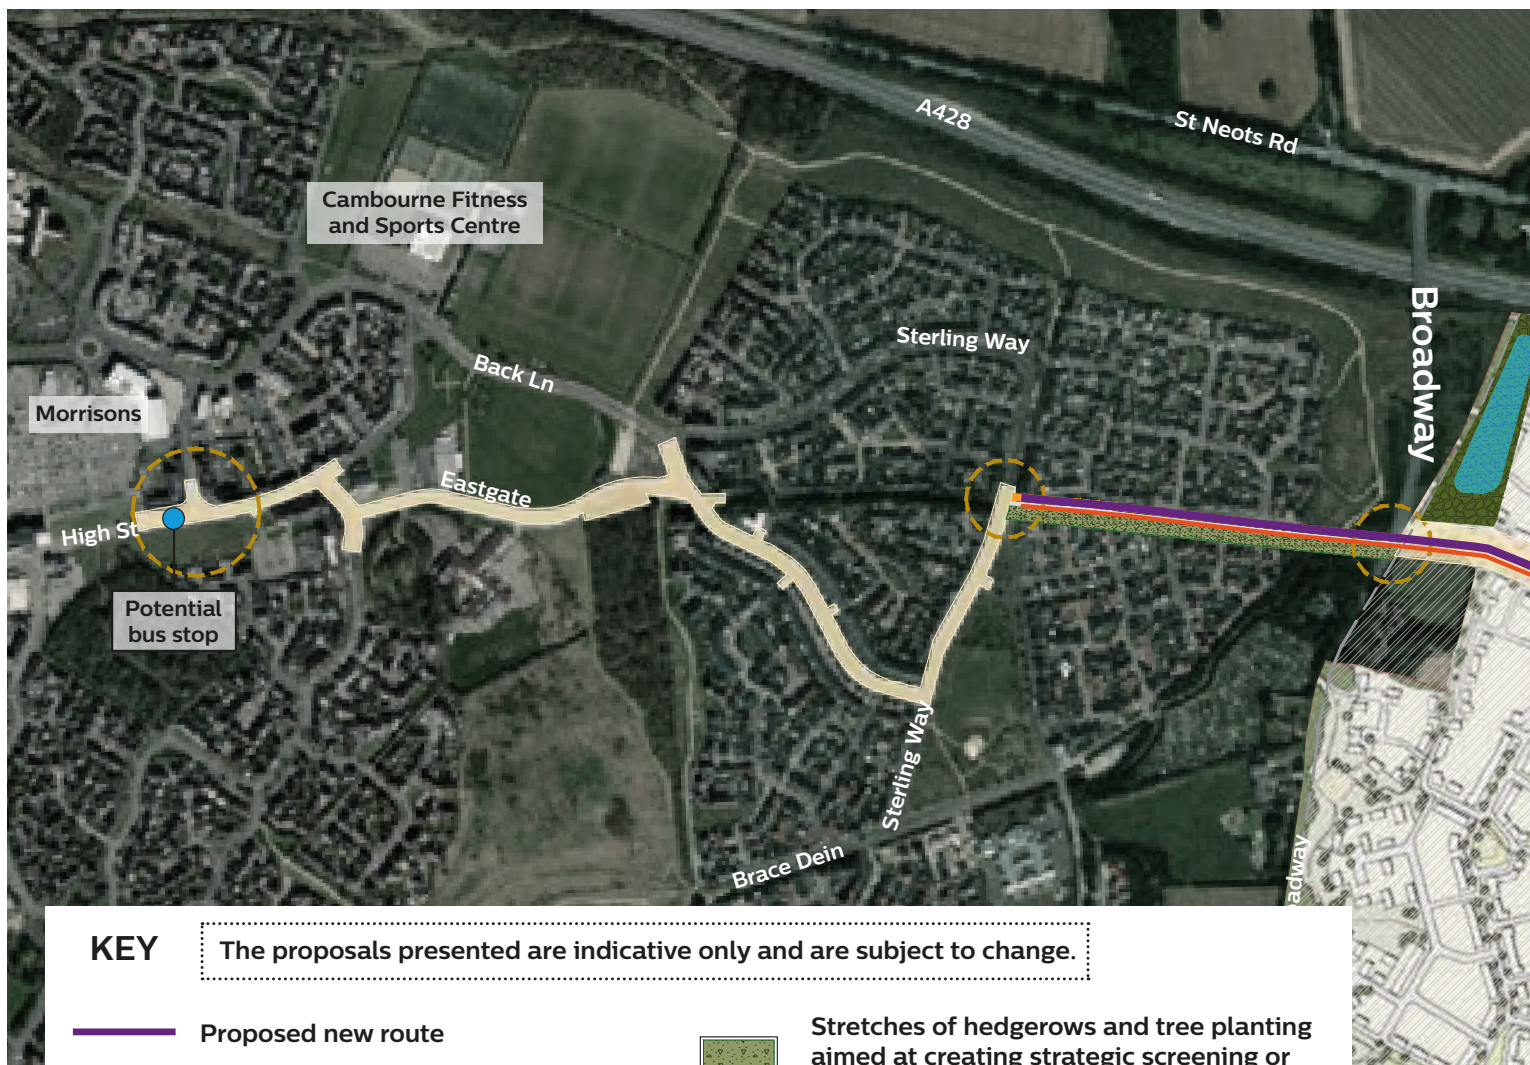 A428
St Neots Rd
Cambourne Fitness
and Sports Centre
Broadway
Sterling Way
Back Ln
Morrisons
Eastgate
High St
Potential
bus stop
Sterling Way
Brace Dein
adway
KEY
The proposals presented are indicative only and are subject to change.
Proposed new route
Stretches of hedgerows and tree planting
aimed at creating strategic screening or